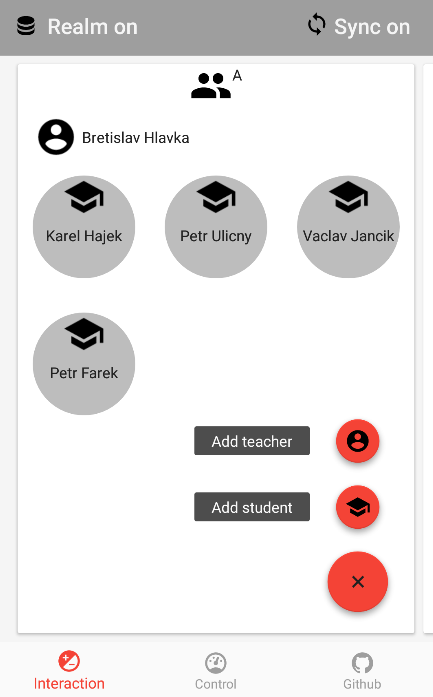 Realm on
Sync on
A
Bretislav Hlavka
Karel Hajek
Petr Ulicny
Vaclav Jancik
Petr Farek
Add teacher
Add student
Interaction
Control
Github